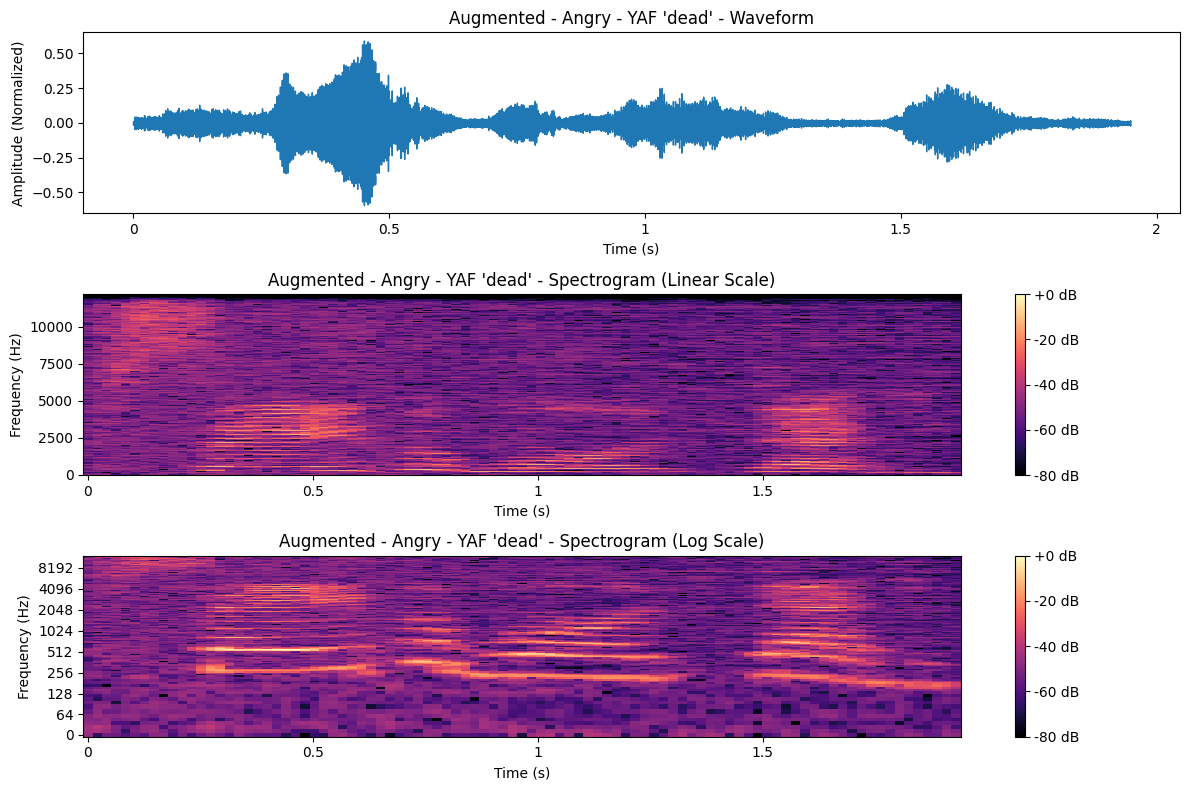 Augmented - Angry - YAF 'dead' - Waveform
Amplitude (Normalized)
0.50
0.25
0.00
−0.25
−0.50
0 0.5 1 1.5 2
Time (s)
Augmented - Angry - YAF 'dead' - Spectrogram (Linear Scale)
Frequency (Hz)
10000
7500
5000
2500
0
0 0.5 1 1.5
Time (s)
+0 dB
-20 dB
-40 dB
-60 dB
-80 dB
Augmented - Angry - YAF 'dead' - Spectrogram (Log Scale)
Frequency (Hz)
8192
4096
2048
1024
512
256
128
64
0
0 0.5 1 1.5
Time (s)
+0 dB
-20 dB
-40 dB
-60 dB
-80 dB